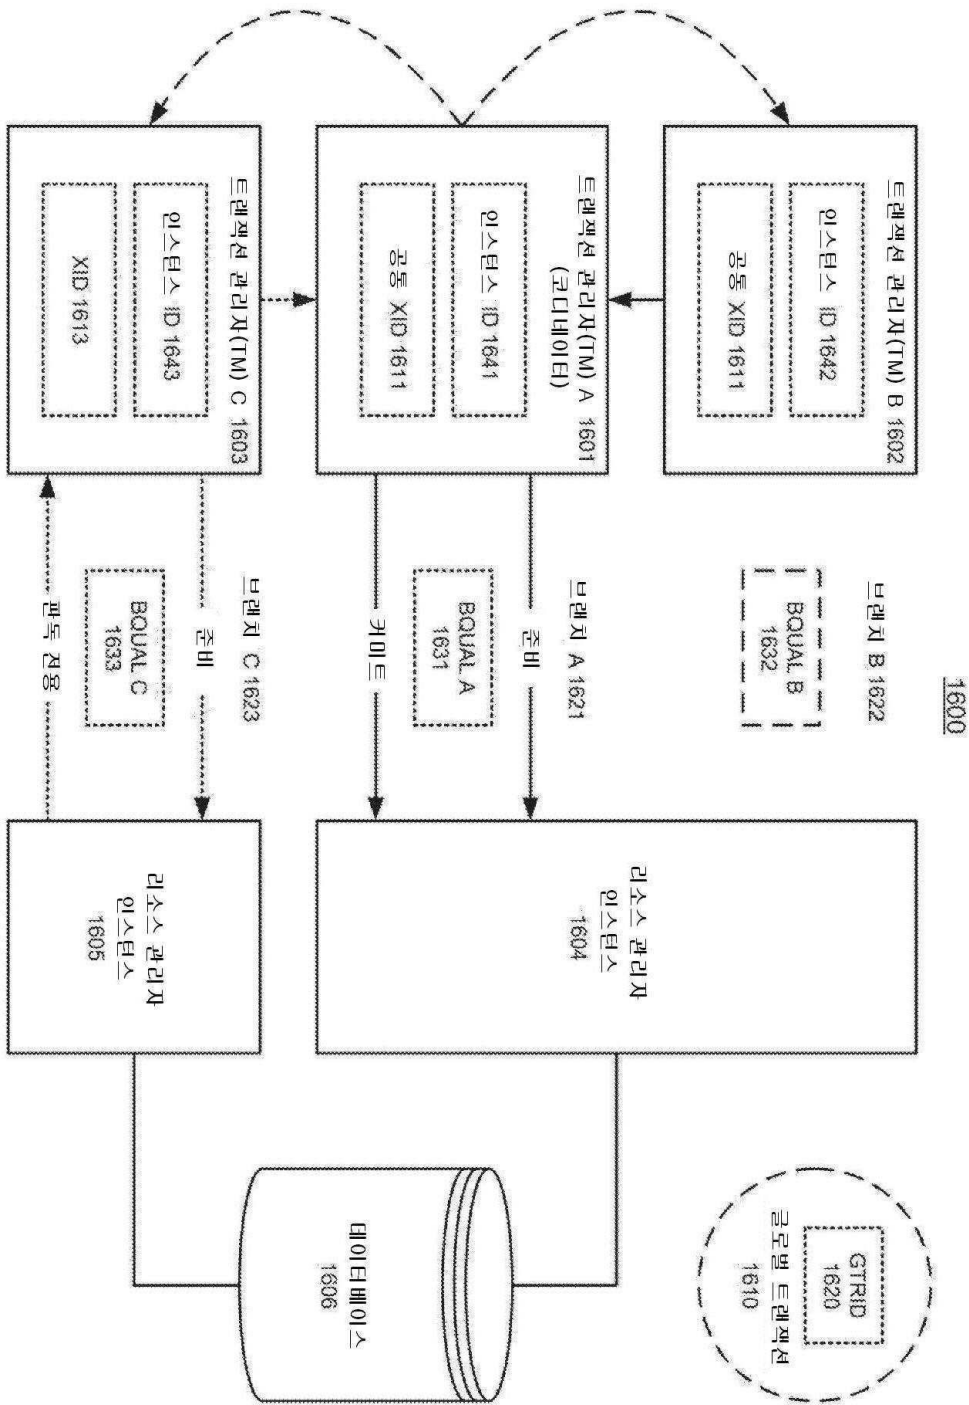 1600
트랜잭션 관리자(TM) B 1602
인스턴스 ID 1642
공통 XID 1611
브랜치 B 1622
BQUAL B
1632
GTRID
1620
글로벌 트랜잭션
1610
트랜잭션 관리자(TM) A 1601
(코디네이터)
인스턴스 ID 1641
공통 XID 1611
브랜치 A 1621
준비
BQUAL A
1631
커미트
리소스 관리자
인스턴스
1604
트랜잭션 관리자(TM) C 1603
인스턴스 ID 1643
XID 1613
브랜치 C 1623
준비
BQUAL C
1633
판독 전용
리소스 관리자
인스턴스
1605
데이터베이스
1606